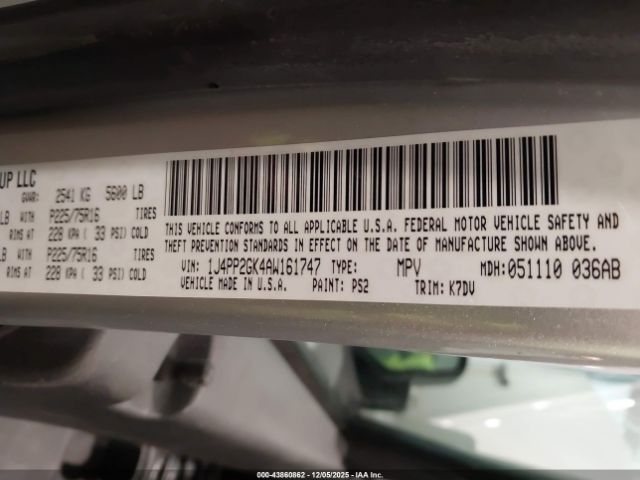 UP LLC
GVWR: 2541 KG 5600 LB
LB WITH P225/75R16 TIRES
RIMS AT 228 KPA ( 33 PSI) COLD
LB WITH P225/75R16 TIRES
RIMS AT 228 KPA ( 33 PSI) COLD
THIS VEHICLE CONFORMS TO ALL APPLICABLE U.S.A. FEDERAL MOTOR VEHICLE SAFETY AND
THEFT PREVENTION STANDARDS IN EFFECT ON THE DATE OF MANUFACTURE SHOWN ABOVE.
VIN: 1J4PP2GK4AW161747 TYPE: MPV MDH: 051110 036AB
VEHICLE MADE IN U.S.A. PAINT: PS2 TRIM: K7DV
000-43860862 - 12/05/2025 - IAA Inc.